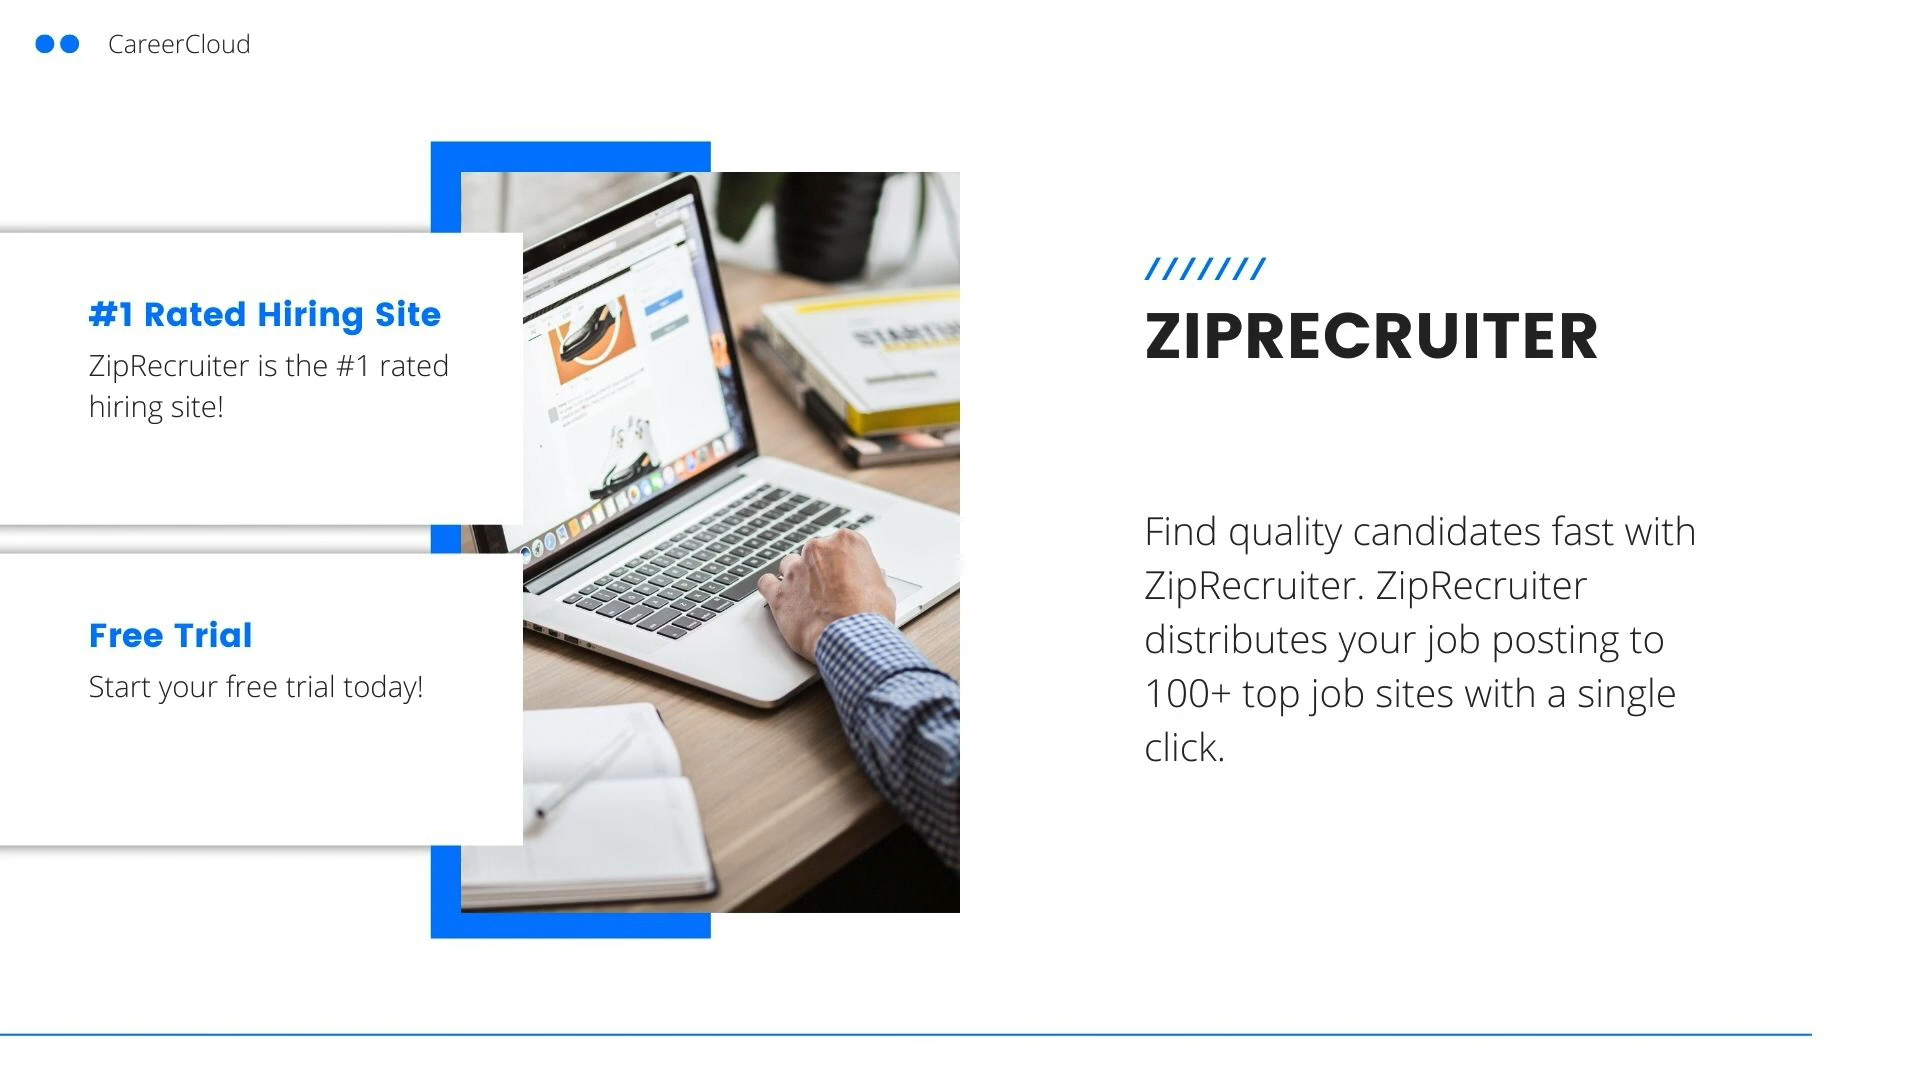 CareerCloud
#1 Rated Hiring Site
ZipRecruiter is the #1 rated
hiring site!
Free Trial
Start your free trial today!
STARTUP
ZIPRECRUITER
Find quality candidates fast with
ZipRecruiter. ZipRecruiter
distributes your job posting to
100+ top job sites with a single
click.